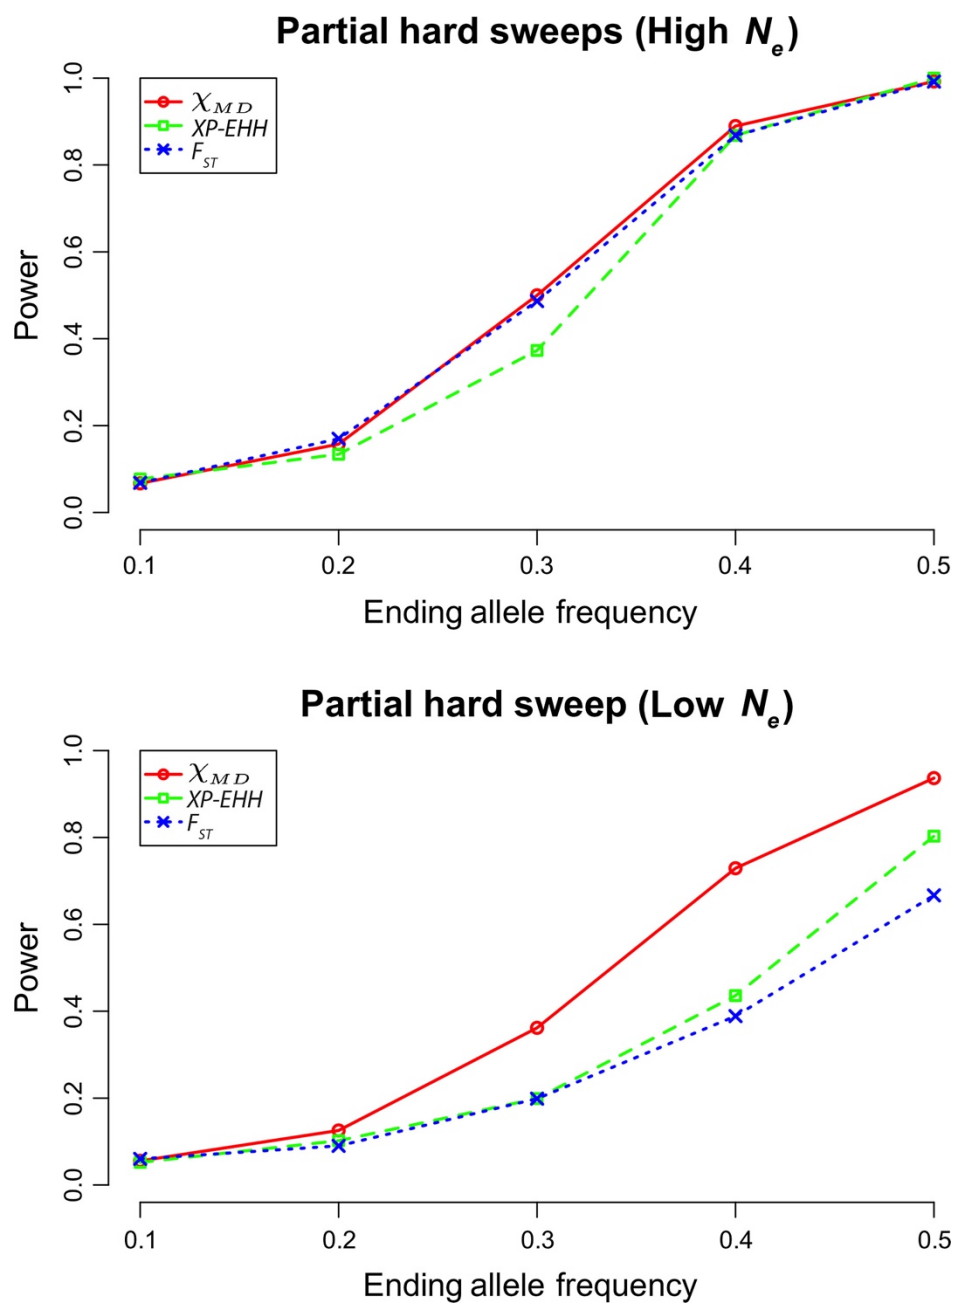 Partial hard sweeps (High Ne)
1.0
0.8
0.6
0.4
0.2
0.0
Power
χMD
XP-EHH
FST
0.1 0.2 0.3 0.4 0.5
Ending allele frequency
Partial hard sweep (Low Ne)
1.0
0.8
0.6
0.4
0.2
0.0
Power
χMD
XP-EHH
FST
0.1 0.2 0.3 0.4 0.5
Ending allele frequency